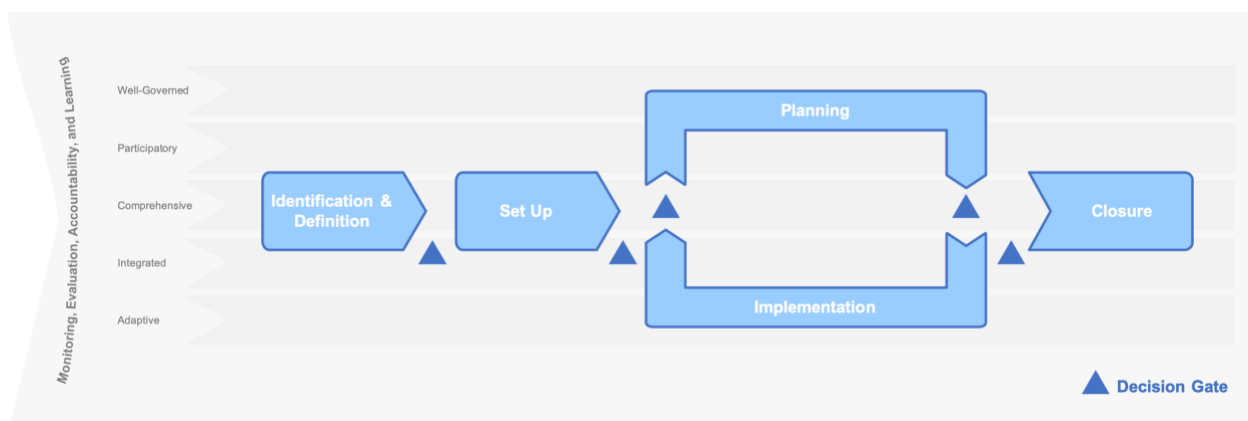 Monitoring, Evaluation, Accountability, and Learning
Well-Governed
Participatory
Comprehensive
Integrated
Adaptive
Identification &
Definition
Set Up
Planning
Implementation
Closure
Decision Gate